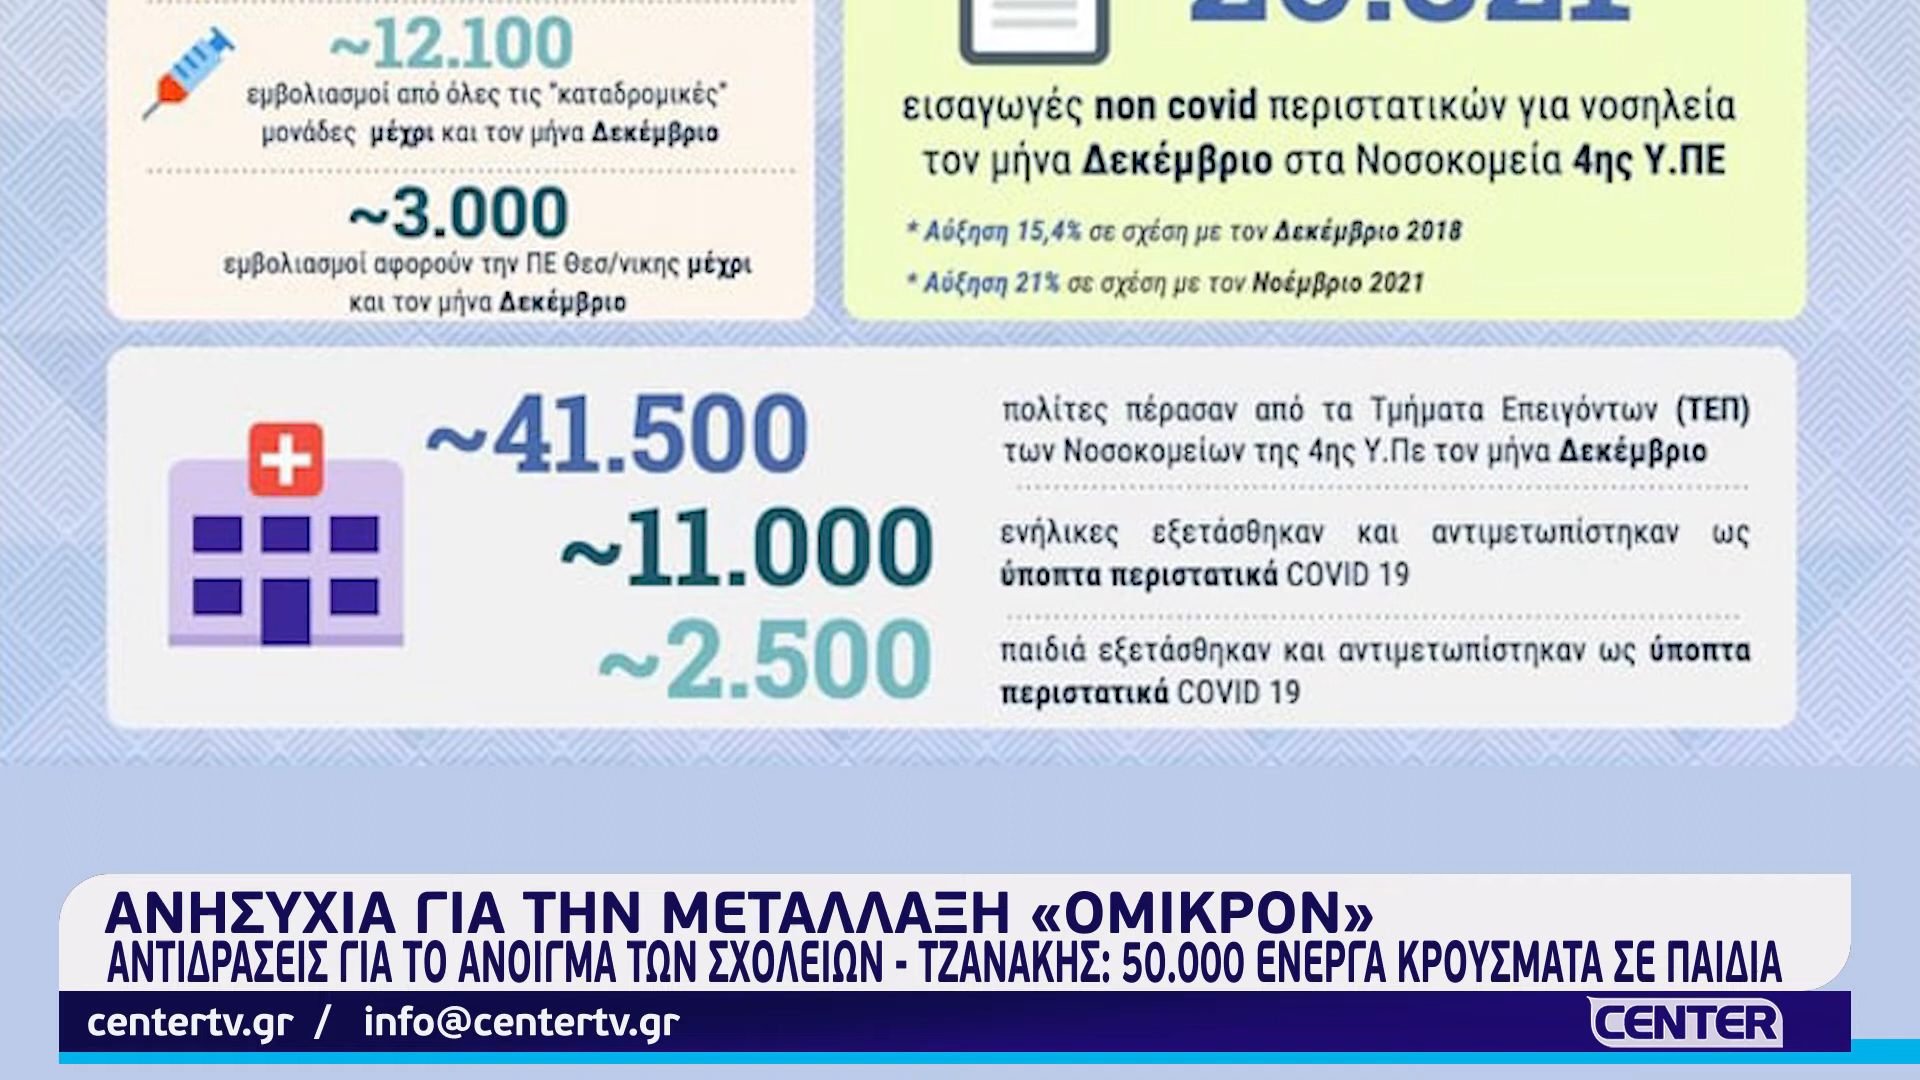 ~12.100
εμβολιασμοί από όλες τις "καταδρομικές"
μονάδες μέχρι και τον μήνα Δεκέμβριο
~3.000
εμβολιασμοί αφορούν την ΠΕ Θεσ/νικης μέχρι
και τον μήνα Δεκέμβριο
εισαγωγές non covid περιστατικών για νοσηλεία
τον μήνα Δεκέμβριο στα Νοσοκομεία 4ης Υ.ΠΕ
* Αύξηση 15,4% σε σχέση με τον Δεκέμβριο 2018
* Αύξηση 21% σε σχέση με τον Νοέμβριο 2021
~41.500
πολίτες πέρασαν από τα Τμήματα Επειγόντων (ΤΕΠ)
των Νοσοκομείων της 4ης Υ.Πε τον μήνα Δεκέμβριο
~11.000
ενήλικες εξετάσθηκαν και αντιμετωπίστηκαν ως
ύποπτα περιστατικά COVID 19
~2.500
παιδιά εξετάσθηκαν και αντιμετωπίστηκαν ως ύποπτα
περιστατικά COVID 19
ΑΝΗΣΥΧΙΑ ΓΙΑ ΤΗΝ ΜΕΤΑΛΛΑΞΗ «ΟΜΙΚΡΟΝ»
ΑΝΤΙΔΡΑΣΕΙΣ ΓΙΑ ΤΟ ΑΝΟΙΓΜΑ ΤΩΝ ΣΧΟΛΕΙΩΝ - ΤΖΑΝΑΚΗΣ: 50.000 ΕΝΕΡΓΑ ΚΡΟΥΣΜΑΤΑ ΣΕ ΠΑΙΔΙΑ
centertv.gr / info@centertv.gr
CENTER